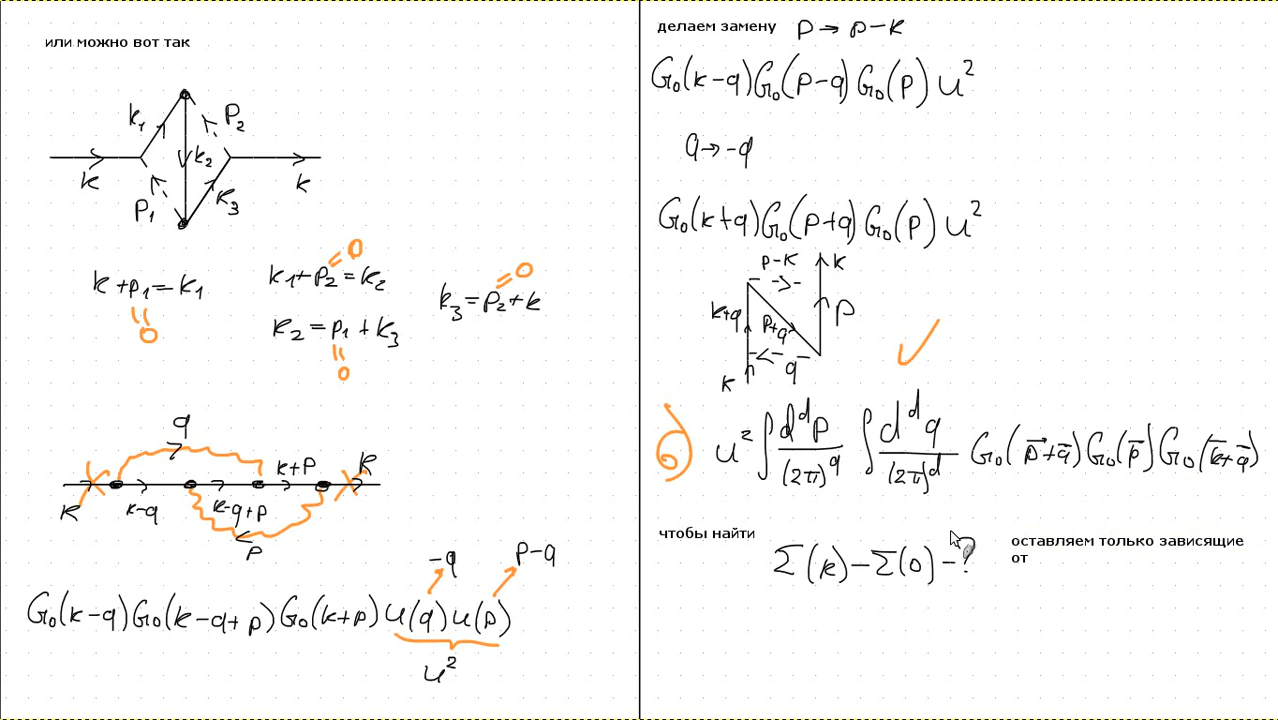 или можно вот так
k₁
P₂
k₂
k
k
P₁
k₃
k + p₁ = k₁
0
k₁ + p₂ = k₂
0
k₂ = p₁ + k₃
0
k₃ = p₂ + k
0
q
k+p
k
k
k-q
k-q+p
p
-q
p-q
G₀(k-q)G₀(k-q+p)G₀(k+p)u(q)u(p)
u²
делаем замену p → p-k
G₀(k-q)G₀(p-q)G₀(p) u²
q → -q
G₀(k+q)G₀(p+q)G₀(p) u²
p-k
k
k+q
p+q
p
q
k
б) u² ∫ dᵈp/(2π)ᵈ ∫ dᵈq/(2π)ᵈ G₀(p⃗+q⃗)G₀(p⃗)G₀(k⃗+q⃗)
чтобы найти
Σ(k) - Σ(0) - ?
оставляем только зависящие
от